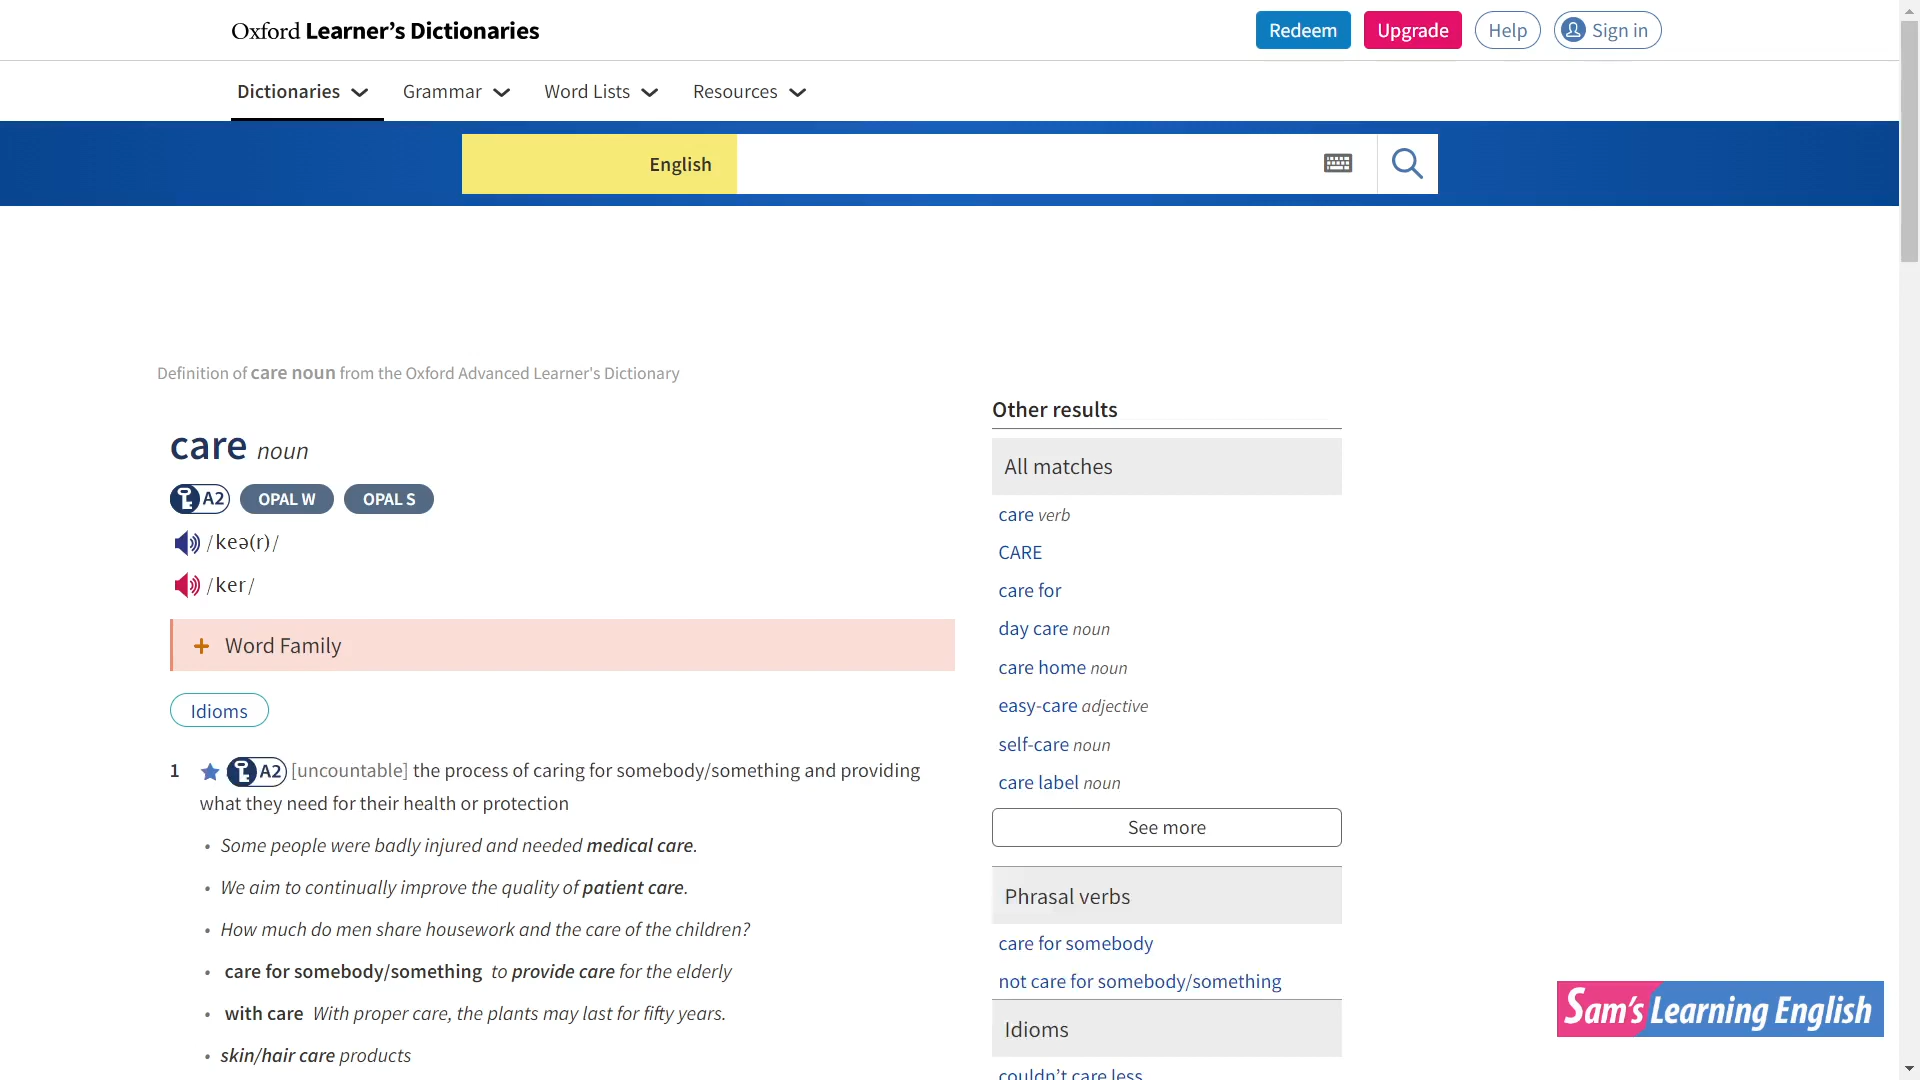 Oxford Learner's Dictionaries
Redeem
Upgrade
Help
Sign in
Dictionaries
Grammar
Word Lists
Resources
English
Definition of care noun from the Oxford Advanced Learner's Dictionary
care noun
A2 OPAL W OPAL S
/keə(r)/
/ker/
+ Word Family
Idioms
1 A2 [uncountable] the process of caring for somebody/something and providing
what they need for their health or protection
• Some people were badly injured and needed medical care.
• We aim to continually improve the quality of patient care.
• How much do men share housework and the care of the children?
• care for somebody/something to provide care for the elderly
• with care With proper care, the plants may last for fifty years.
• skin/hair care products
Other results
All matches
care verb
CARE
care for
day care noun
care home noun
easy-care adjective
self-care noun
care label noun
See more
Phrasal verbs
care for somebody
not care for somebody/something
Idioms
couldn't care less
Sam's Learning English